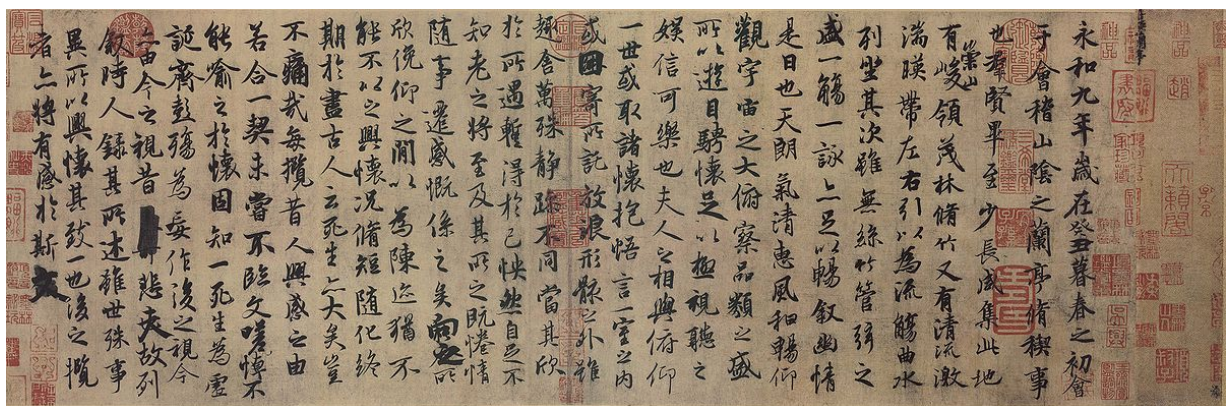 永和九年歲在癸丑暮春之初會
于會稽山陰之蘭亭脩稧事
也羣賢畢至少長咸集此地
有崇山峻領茂林脩竹又有清流激
湍暎帶左右引以為流觴曲水
列坐其次雖無絲竹管弦之
盛一觴一詠亦足以暢敘幽情
是日也天朗氣清惠風和暢仰
觀宇宙之大俯察品類之盛
所以遊目騁懷足以極視聽之
娛信可樂也夫人之相與俯仰
一世或取諸懷抱悟言一室之內
或因寄所託放浪形骸之外雖
趣舍萬殊靜躁不同當其欣
於所遇暫得於己怏然自足不
知老之將至及其所之既惓情
隨事遷感慨係之矣向之所
欣俛仰之閒以為陳迹猶不
能不以之興懷況脩短隨化終
期於盡古人云死生亦大矣豈
不痛哉每攬昔人興感之由
若合一契未嘗不臨文嗟悼不
能喻之於懷固知一死生為虛
誕齊彭殤為妄作後之視今
亦由今之視昔悲夫故列
敘時人錄其所述雖世殊事
異所以興懷其致一也後之攬
者亦將有感於斯文